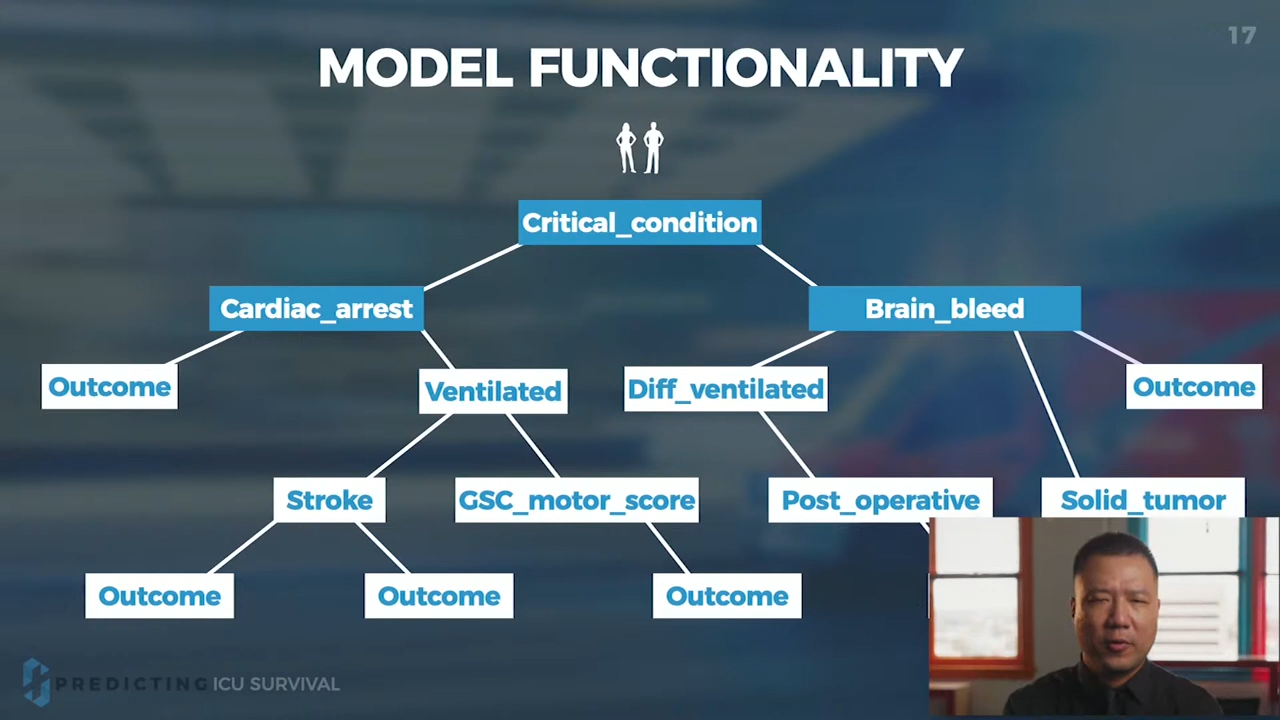 17
MODEL FUNCTIONALITY
Critical_condition
Cardiac_arrest
Brain_bleed
Outcome
Ventilated
Diff_ventilated
Outcome
Stroke
GSC_motor_score
Post_operative
Solid_tumor
Outcome
Outcome
Outcome
PREDICTING ICU SURVIVAL